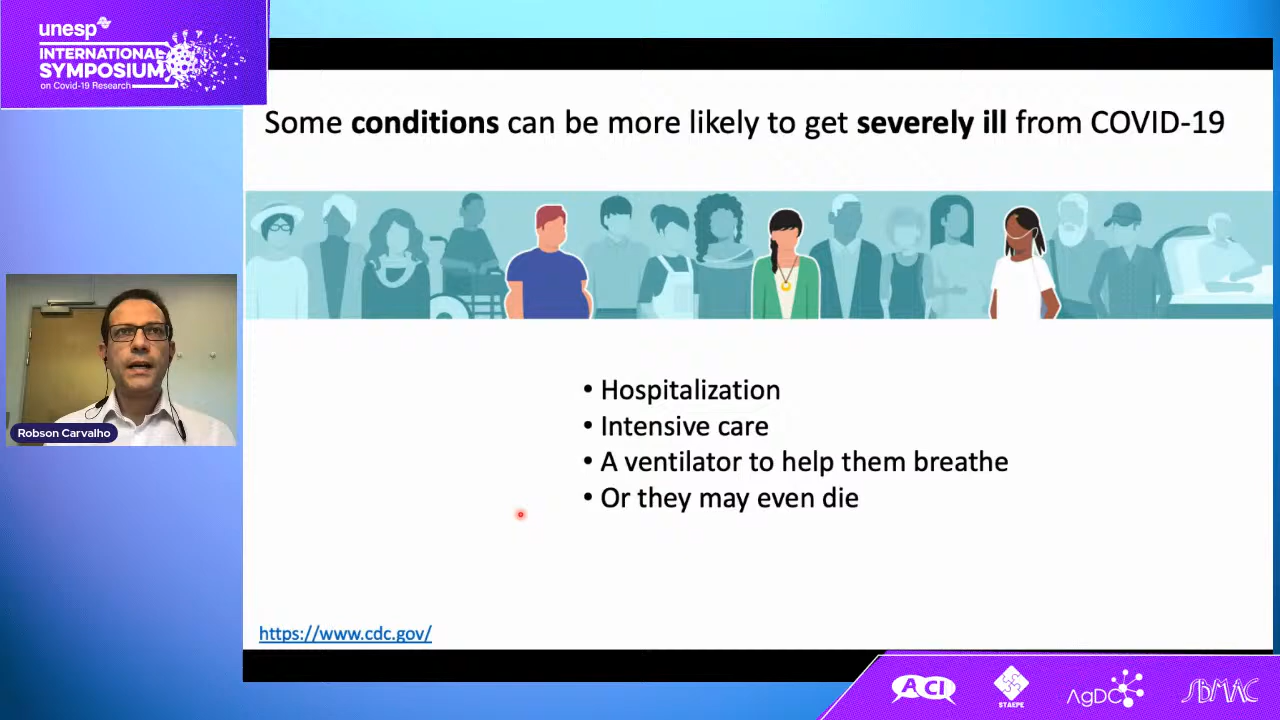 unesp
INTERNATIONAL
SYMPOSIUM
on Covid-19 Research
Some conditions can be more likely to get severely ill from COVID-19
Robson Carvalho
• Hospitalization
• Intensive care
• A ventilator to help them breathe
• Or they may even die
https://www.cdc.gov/
ACI
STAEPE
AgDC
SBMAC